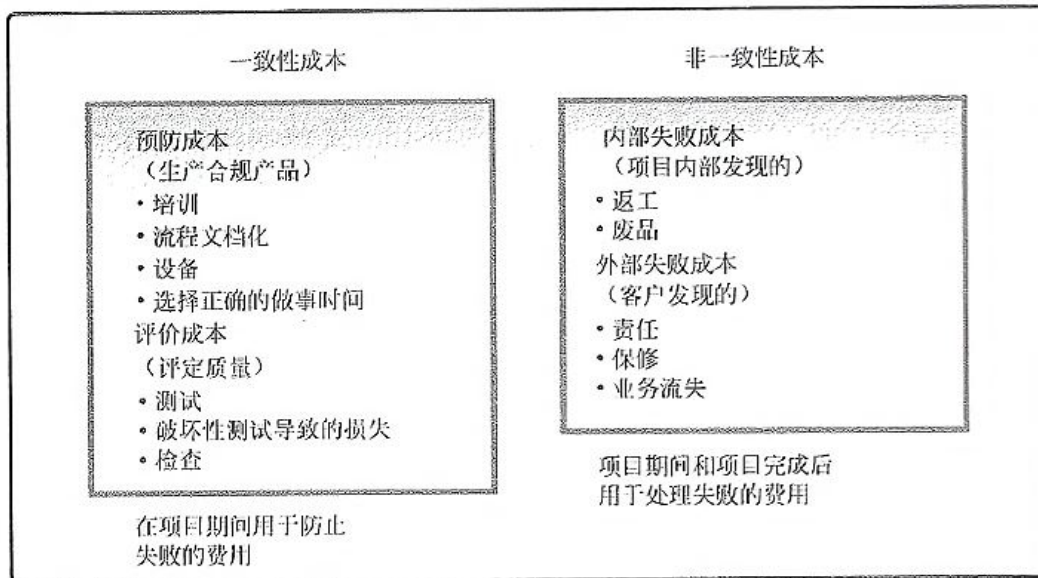 一致性成本
预防成本
（生产合规产品）
• 培训
• 流程文档化
• 设备
• 选择正确的做事时间
评价成本
（评定质量）
• 测试
• 破坏性测试导致的损失
• 检查
在项目期间用于防止
失败的费用
非一致性成本
内部失败成本
（项目内部发现的）
• 返工
• 废品
外部失败成本
（客户发现的）
• 责任
• 保修
• 业务流失
项目期间和项目完成后
用于处理失败的费用